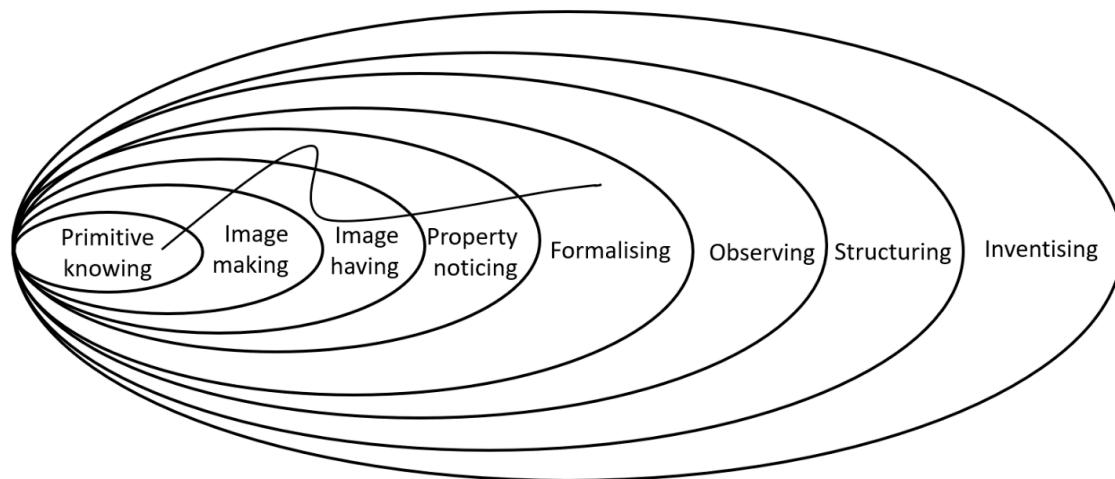 Primitive
knowing
Image
making
Image
having
Property
noticing
Formalising
Observing
Structuring
Inventising